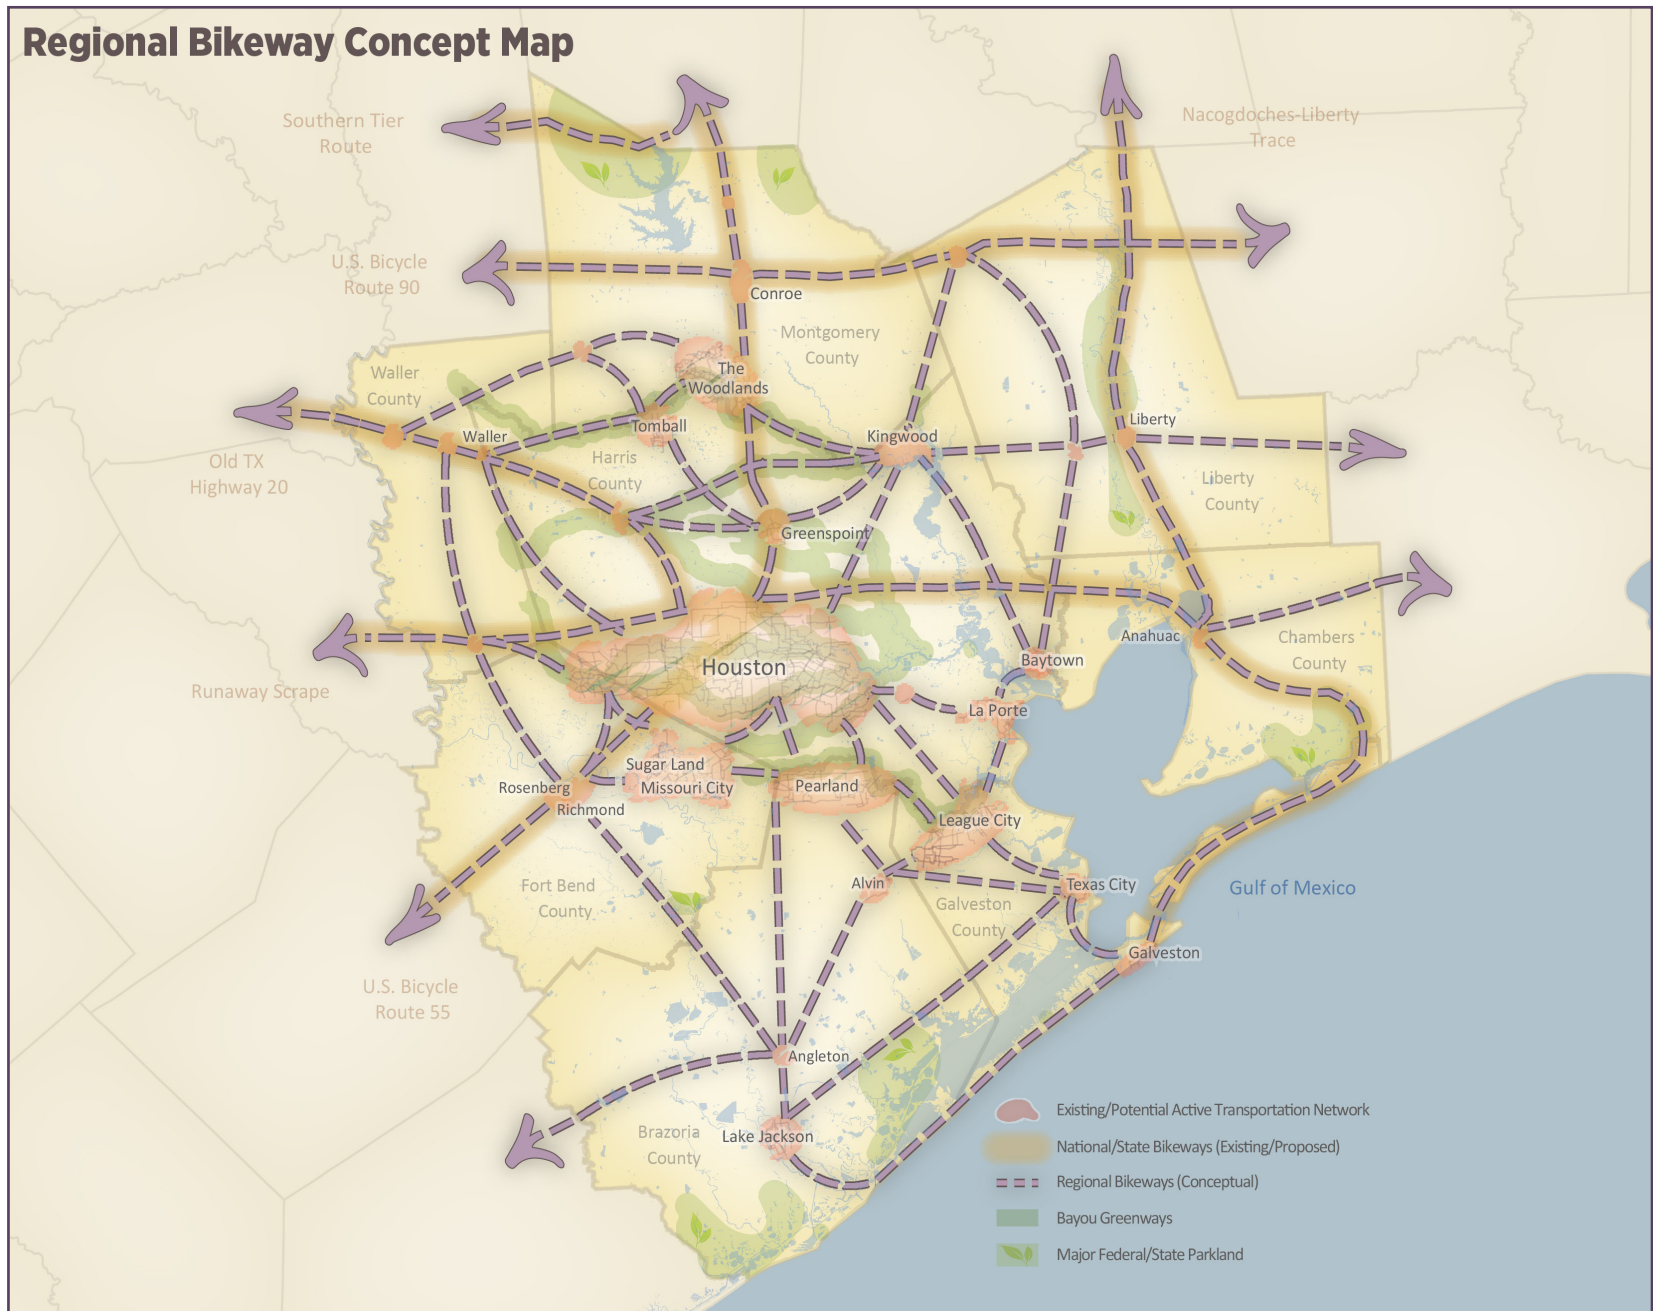 Regional Bikeway Concept Map
Southern Tier
Route
Nacogdoches-Liberty
Trace
U.S. Bicycle
Route 90
Conroe
Montgomery
County
Waller
County
The
Woodlands
Waller
Tomball
Kingwood
Liberty
Old TX
Highway 20
Harris
County
Liberty
County
Greenspoint
Anahuac
Chambers
County
Runaway Scrape
Houston
Baytown
La Porte
Sugar Land
Missouri City
Rosenberg
Richmond
Pearland
League City
Fort Bend
County
Alvin
Texas City
Galveston
County
Gulf of Mexico
Galveston
U.S. Bicycle
Route 55
Angleton
Brazoria
County
Lake Jackson
Existing/Potential Active Transportation Network
National/State Bikeways (Existing/Proposed)
Regional Bikeways (Conceptual)
Bayou Greenways
Major Federal/State Parkland